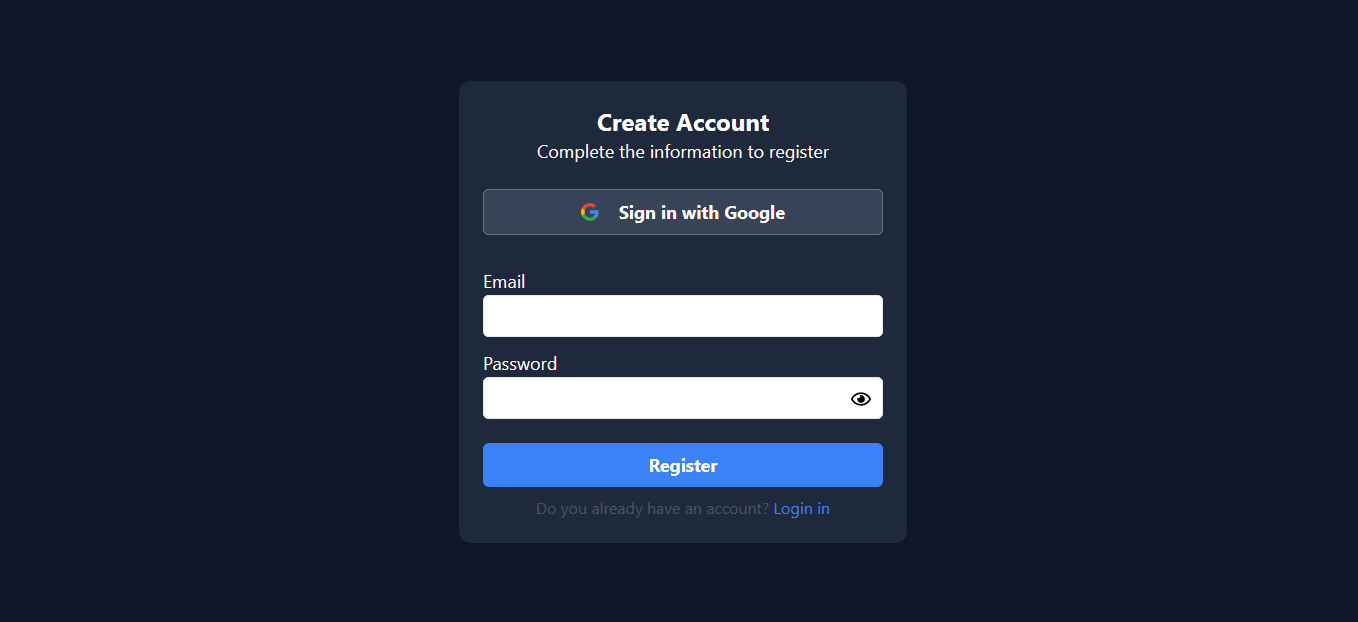 Create Account
Complete the information to register
Sign in with Google
Email
Password
Register
Do you already have an account? Login in